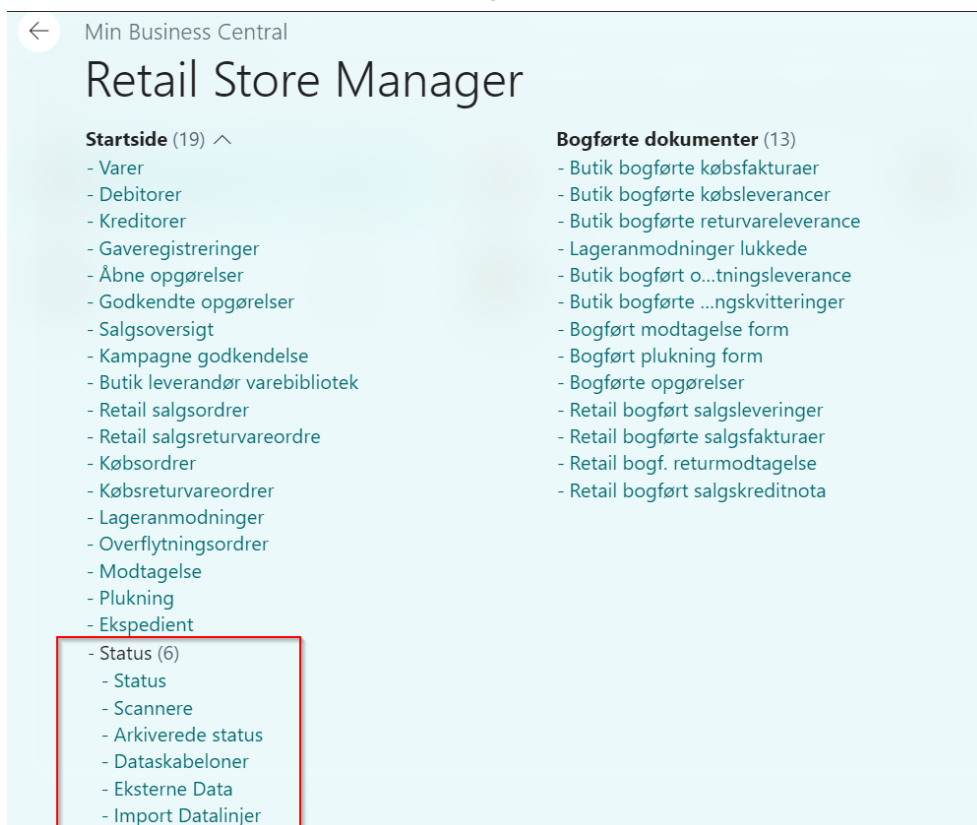 Min Business Central
Retail Store Manager
Startside (19)
- Varer
- Debitorer
- Kreditorer
- Gaveregistreringer
- Åbne opgørelser
- Godkendte opgørelser
- Salgsoversigt
- Kampagne godkendelse
- Butik leverandør varebibliotek
- Retail salgsordrer
- Retail salgsreturvareordre
- Købsordrer
- Købsreturvareordrer
- Lageranmodninger
- Overflytningsordrer
- Modtagelse
- Plukning
- Ekspedient
- Status (6)
- Status
- Scannere
- Arkiverede status
- Dataskabeloner
- Eksterne Data
- Import Datalinjer
Bogførte dokumenter (13)
- Butik bogførte købsfakturaer
- Butik bogførte købsleverancer
- Butik bogførte returvareleverance
- Lageranmodninger lukkede
- Butik bogført o...tningsleverance
- Butik bogførte ...ngskvitteringer
- Bogført modtagelse form
- Bogført plukning form
- Bogførte opgørelser
- Retail bogført salgsleveringer
- Retail bogførte salgsfakturaer
- Retail bogf. returmodtagelse
- Retail bogført salgskreditnota